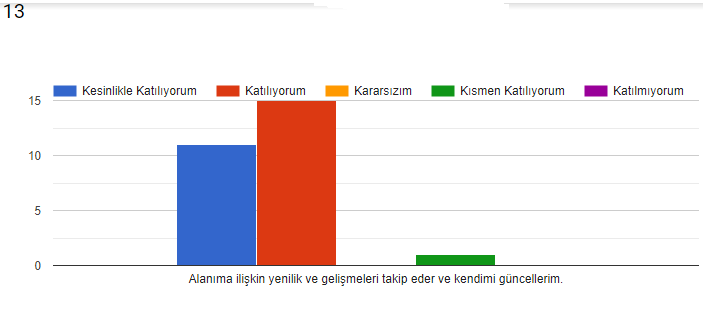 13
Kesinlikle Katılıyorum Katılıyorum Kararsızım Kısmen Katılıyorum Katılmıyorum
15
10
5
0
Alanıma ilişkin yenilik ve gelişmeleri takip eder ve kendimi güncellerim.